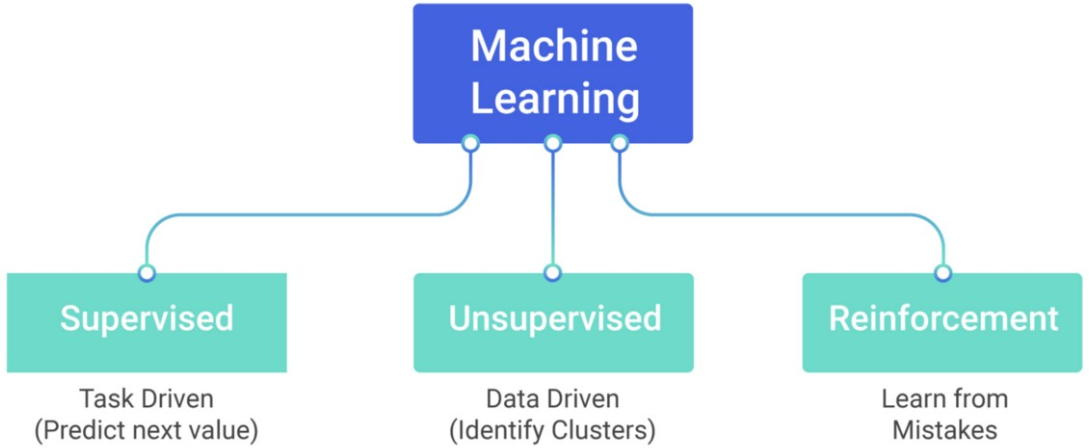 Machine
Learning
Supervised
Unsupervised
Reinforcement
Task Driven
(Predict next value)
Data Driven
(Identify Clusters)
Learn from
Mistakes